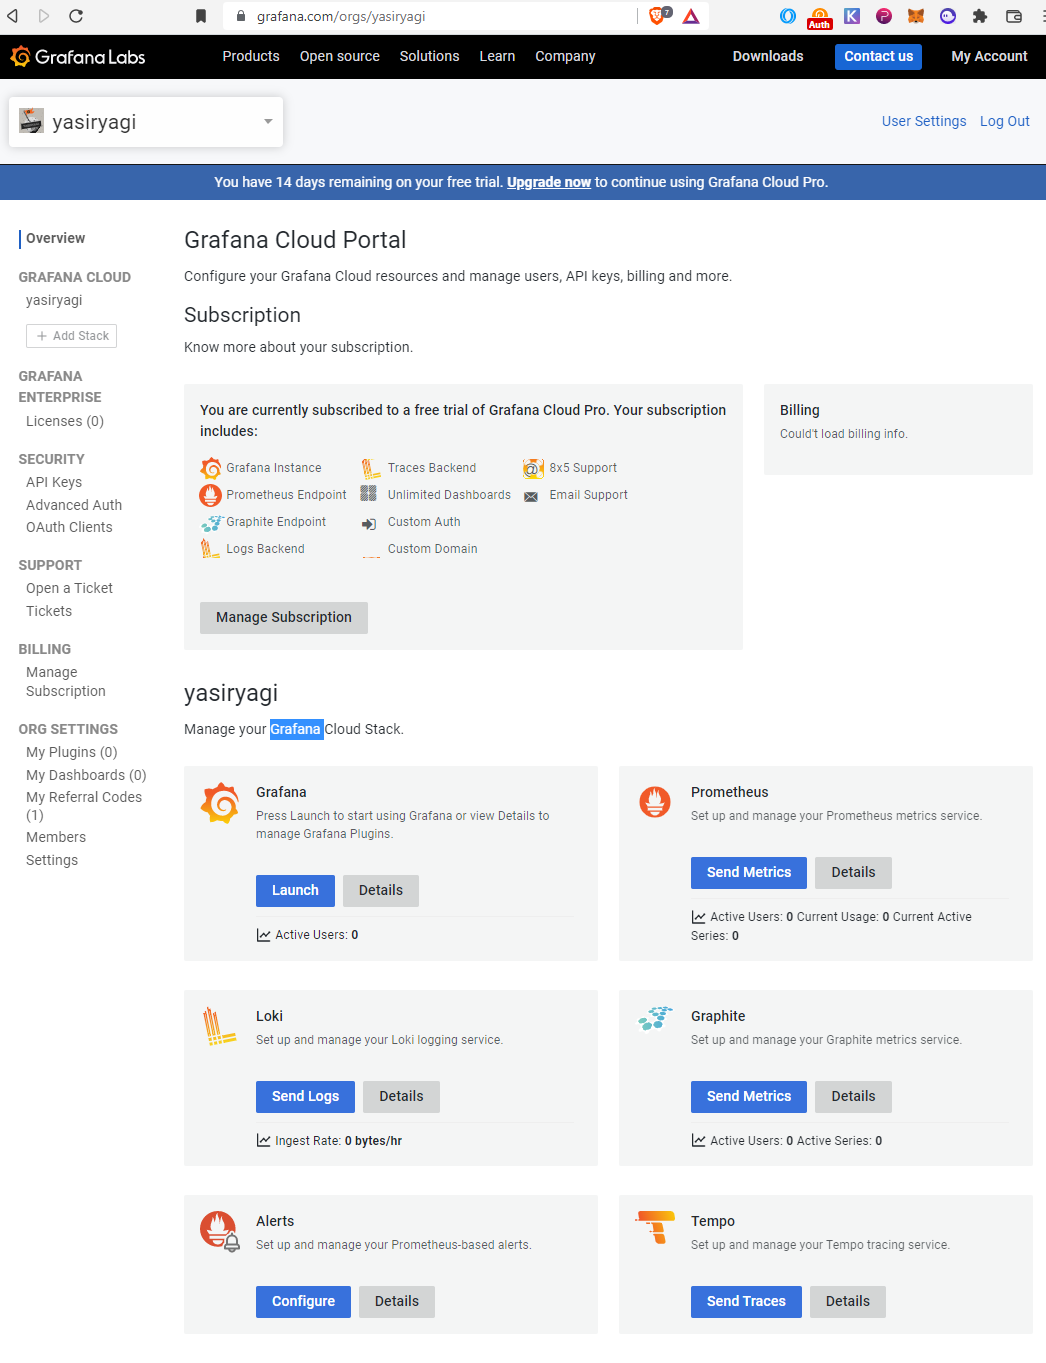 grafana.com/orgs/yasiryagi
7
Auth
Grafana Labs
Products Open source Solutions Learn Company
Downloads Contact us My Account
yasiryagi
User Settings Log Out
You have 14 days remaining on your free trial. Upgrade now to continue using Grafana Cloud Pro.
Overview
GRAFANA CLOUD
yasiryagi
+ Add Stack
GRAFANA
ENTERPRISE
Licenses (0)
SECURITY
API Keys
Advanced Auth
OAuth Clients
SUPPORT
Open a Ticket
Tickets
BILLING
Manage
Subscription
ORG SETTINGS
My Plugins (0)
My Dashboards (0)
My Referral Codes
(1)
Members
Settings
Grafana Cloud Portal
Configure your Grafana Cloud resources and manage users, API keys, billing and more.
Subscription
Know more about your subscription.
You are currently subscribed to a free trial of Grafana Cloud Pro. Your subscription
includes:
Grafana Instance
Prometheus Endpoint
Graphite Endpoint
Logs Backend
Traces Backend
Unlimited Dashboards
Custom Auth
Custom Domain
8x5 Support
Email Support
Manage Subscription
Billing
Could't load billing info.
yasiryagi
Manage your Grafana Cloud Stack.
Grafana
Press Launch to start using Grafana or view Details to
manage Grafana Plugins.
Launch Details
Active Users: 0
Prometheus
Set up and manage your Prometheus metrics service.
Send Metrics Details
Active Users: 0 Current Usage: 0 Current Active
Series: 0
Loki
Set up and manage your Loki logging service.
Send Logs Details
Ingest Rate: 0 bytes/hr
Graphite
Set up and manage your Graphite metrics service.
Send Metrics Details
Active Users: 0 Active Series: 0
Alerts
Set up and manage your Prometheus-based alerts.
Configure Details
Tempo
Set up and manage your Tempo tracing service.
Send Traces Details